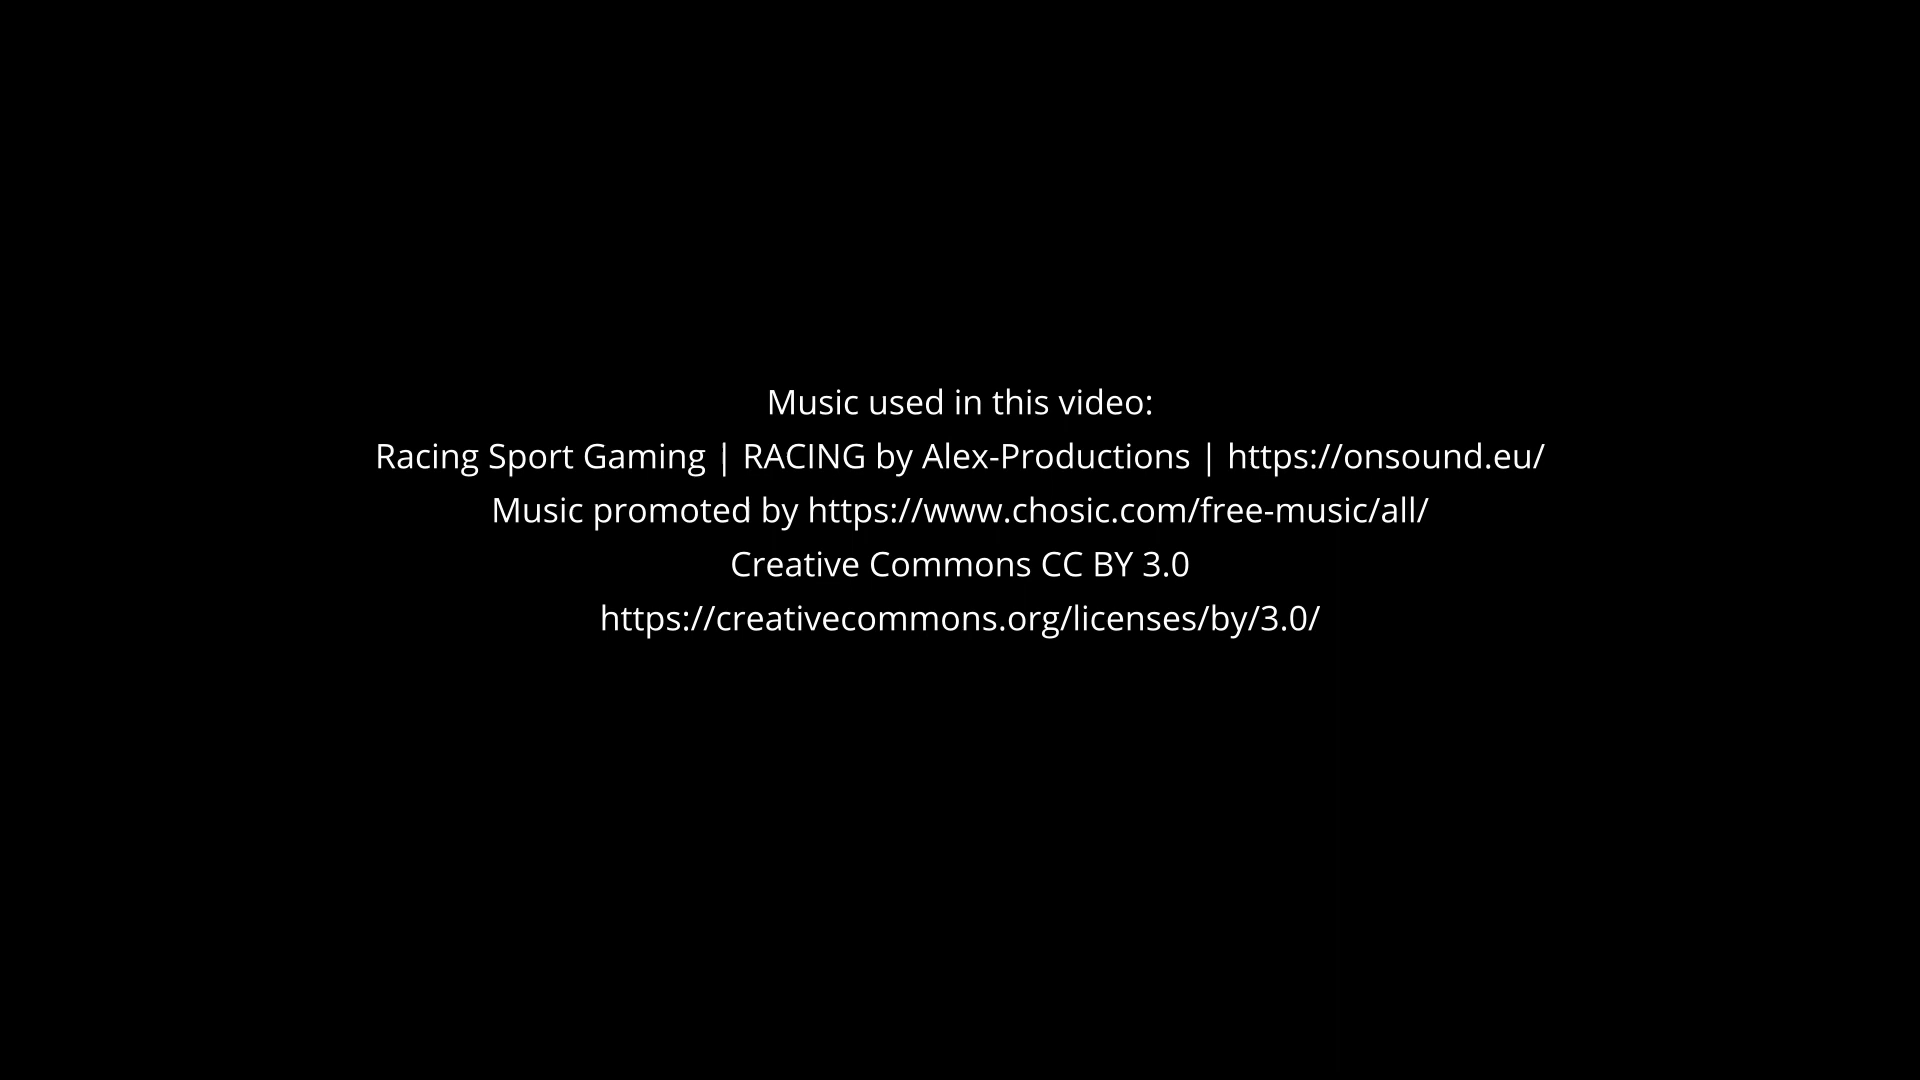 Music used in this video:
Racing Sport Gaming | RACING by Alex-Productions | https://onsound.eu/
Music promoted by https://www.chosic.com/free-music/all/
Creative Commons CC BY 3.0
https://creativecommons.org/licenses/by/3.0/